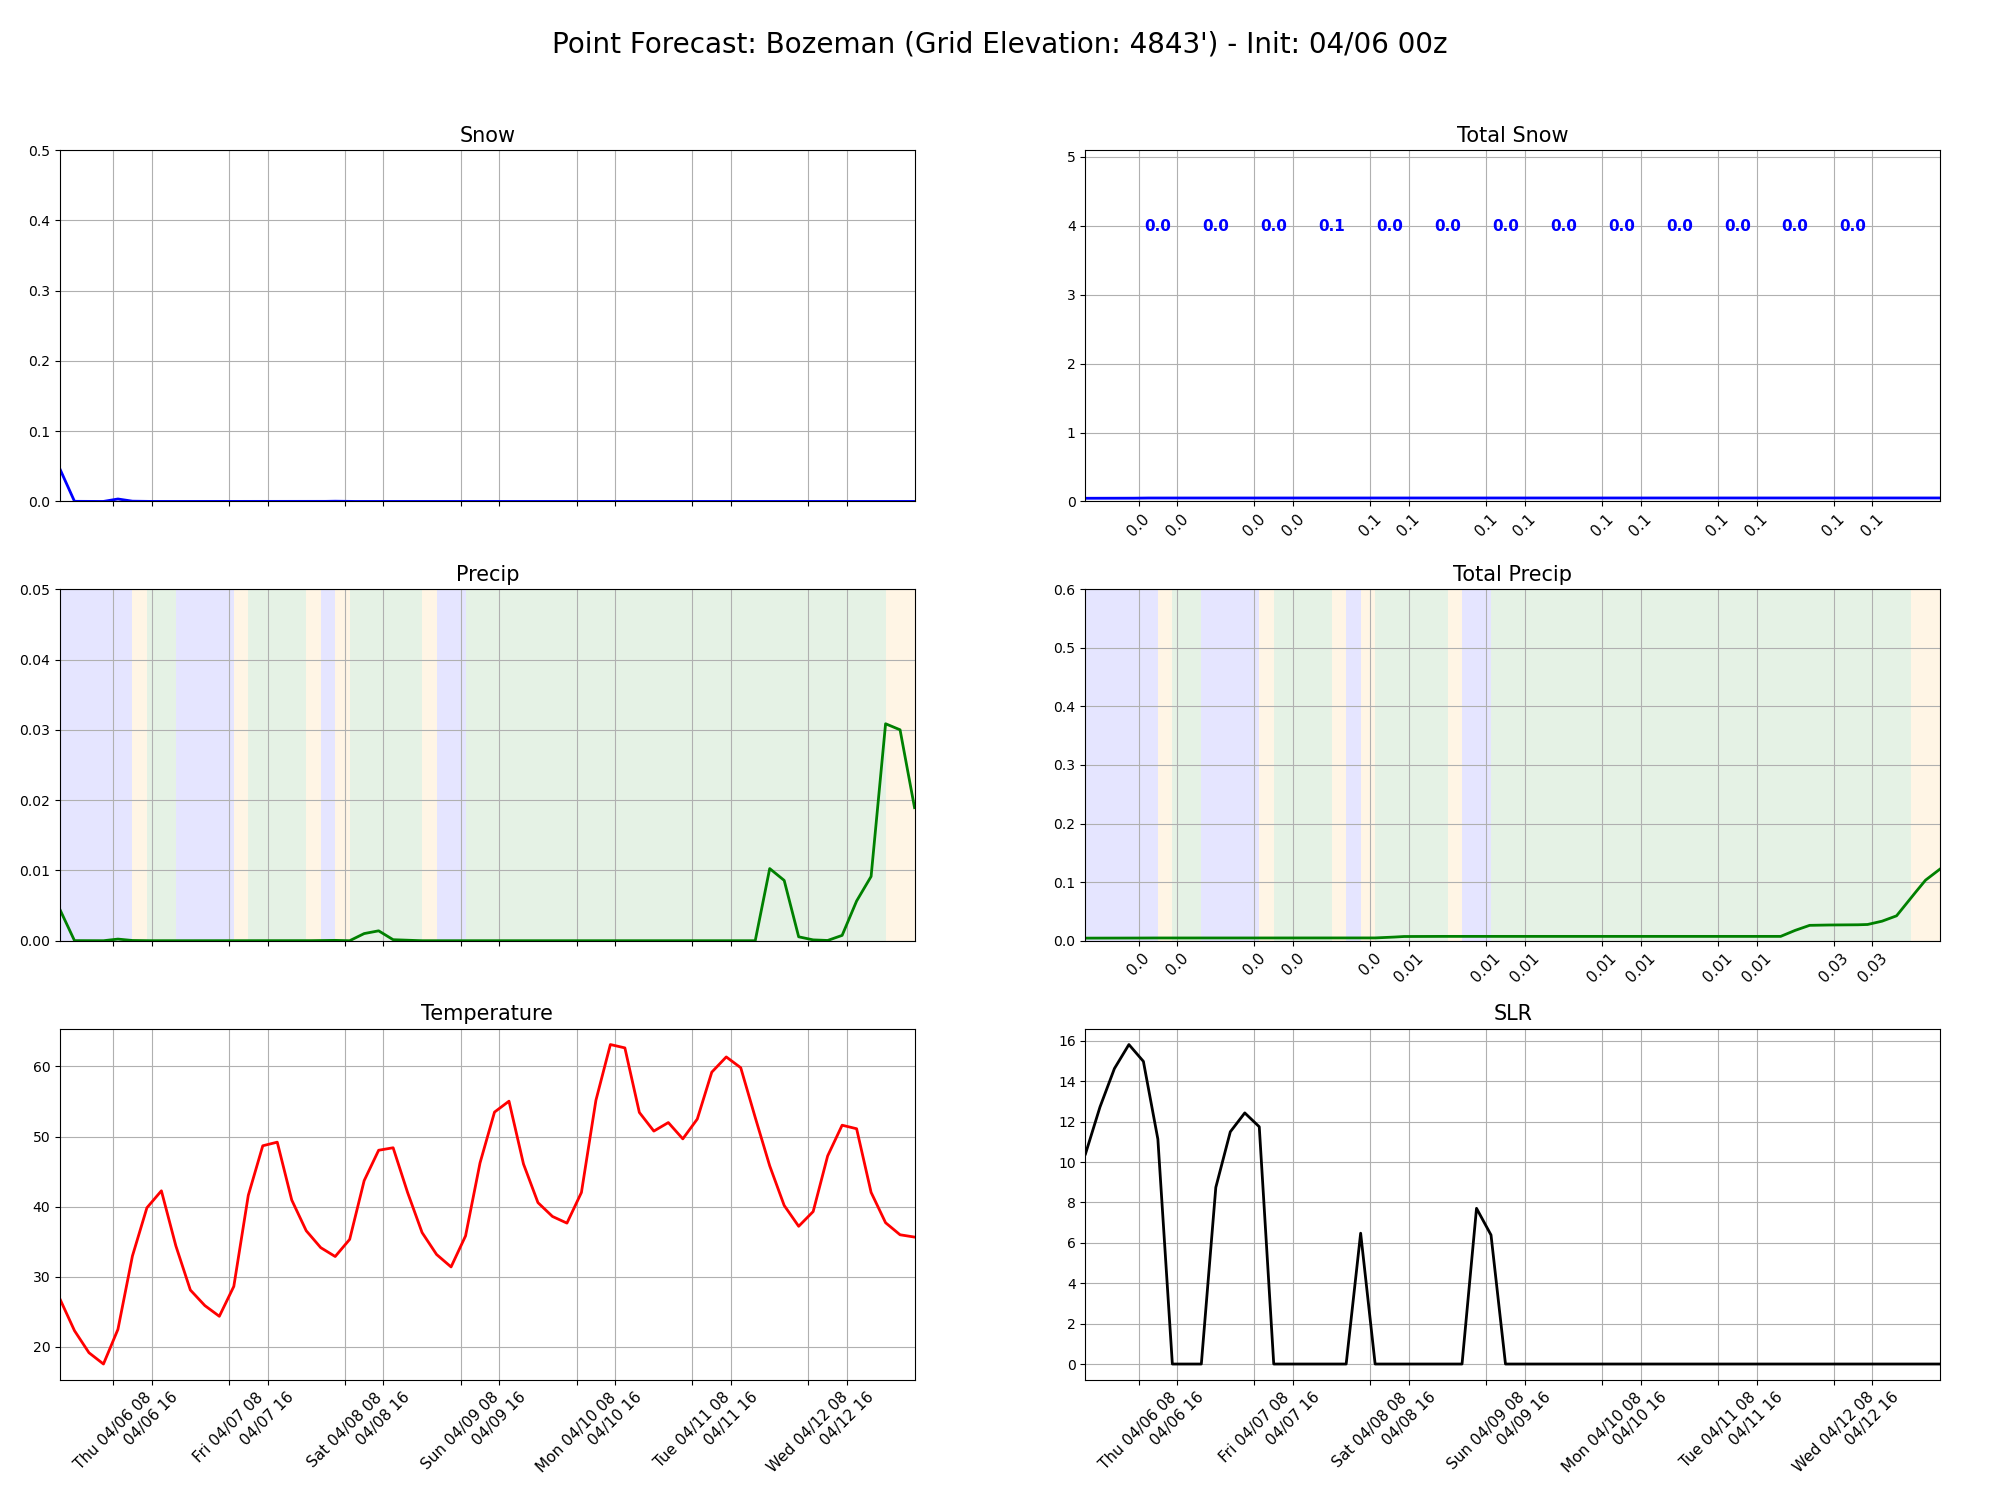 Point Forecast: Bozeman (Grid Elevation: 4843') - Init: 04/06 00z
Snow
0.5
0.4
0.3
0.2
0.1
0.0
Total Snow
5
4
3
2
1
0
0.0 0.0 0.0 0.1 0.0 0.0 0.0 0.0 0.0 0.0 0.0 0.0 0.0
0.0 0.0 0.0 0.0 0.1 0.1 0.1 0.1 0.1 0.1 0.1 0.1 0.1 0.1
Precip
0.05
0.04
0.03
0.02
0.01
0.00
Total Precip
0.6
0.5
0.4
0.3
0.2
0.1
0.0
0.0 0.0 0.0 0.0 0.0 0.01 0.01 0.01 0.01 0.01 0.01 0.01 0.03 0.03
Temperature
60
50
40
30
20
Thu 04/06 08
04/06 16
Fri 04/07 08
04/07 16
Sat 04/08 08
04/08 16
Sun 04/09 08
04/09 16
Mon 04/10 08
04/10 16
Tue 04/11 08
04/11 16
Wed 04/12 08
04/12 16
SLR
16
14
12
10
8
6
4
2
0
Thu 04/06 08
04/06 16
Fri 04/07 08
04/07 16
Sat 04/08 08
04/08 16
Sun 04/09 08
04/09 16
Mon 04/10 08
04/10 16
Tue 04/11 08
04/11 16
Wed 04/12 08
04/12 16